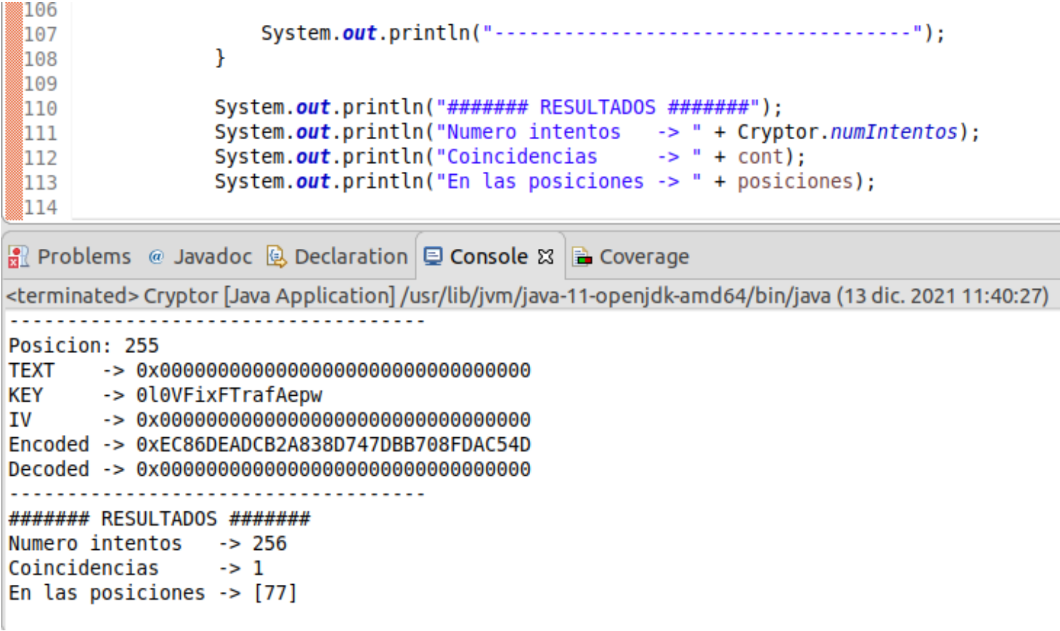 106
107 System.out.println("------------------------------------");
108 }
109
110 System.out.println("####### RESULTADOS #######");
111 System.out.println("Numero intentos   -> " + Cryptor.numIntentos);
112 System.out.println("Coincidencias     -> " + cont);
113 System.out.println("En las posiciones -> " + posiciones);
114
Problems @ Javadoc Declaration Console Coverage
<terminated> Cryptor [Java Application] /usr/lib/jvm/java-11-openjdk-amd64/bin/java (13 dic. 2021 11:40:27)
------------------------------------
Posicion: 255
TEXT    -> 0x00000000000000000000000000000000
KEY     -> 0l0VFixFTrafAepw
IV      -> 0x00000000000000000000000000000000
Encoded -> 0xEC86DEADCB2A838D747DBB708FDAC54D
Decoded -> 0x00000000000000000000000000000000
------------------------------------
####### RESULTADOS #######
Numero intentos   -> 256
Coincidencias     -> 1
En las posiciones -> [77]